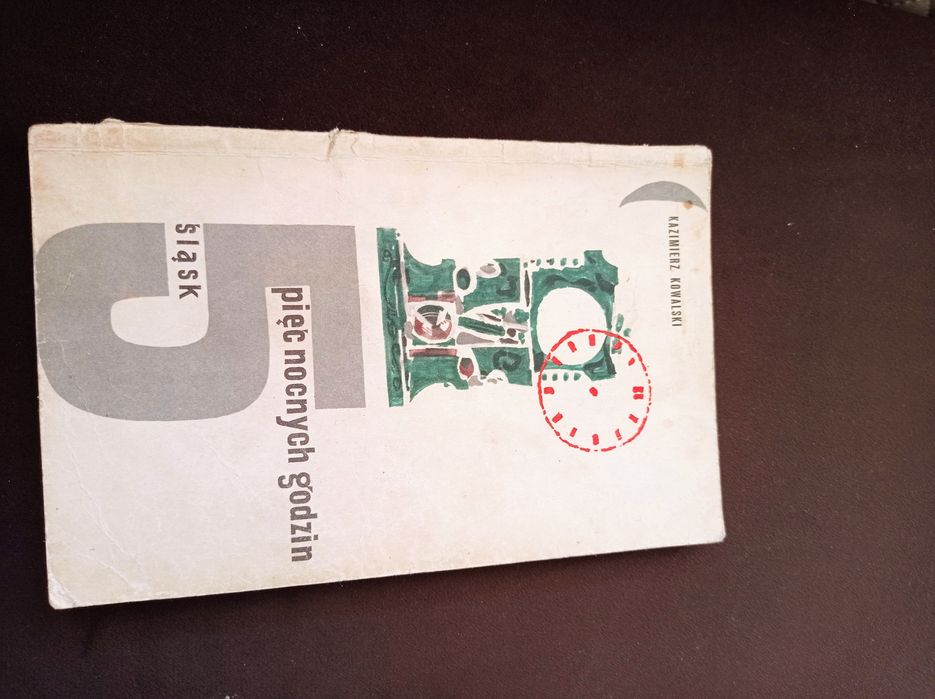 KAZIMIERZ KOWALSKI
5
pięć nocnych godzin
śląsk